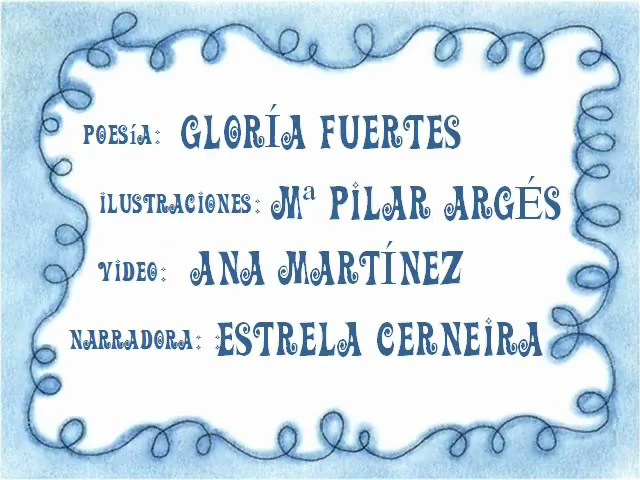 POESÍA: GLORÍA FUERTES
ILUSTRACIONES: Mª PILAR ARGÉS
VIDEO: ANA MARTÍNEZ
NARRADORA: :ESTRELA CERNEIRA